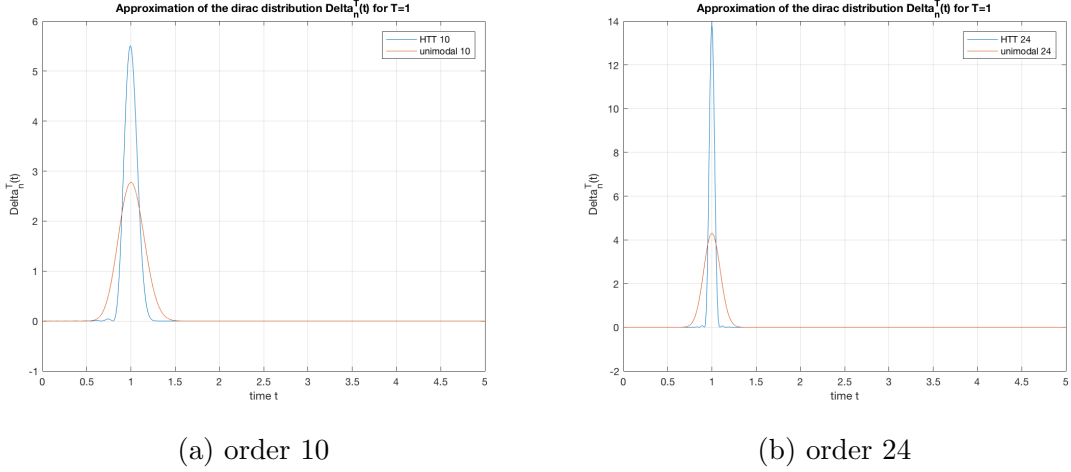 Approximation of the dirac distribution Delta_n^T(t) for T=1
HTT 10
unimodal 10
Delta_n^T(t)
6
5
4
3
2
1
0
-1
0 0.5 1 1.5 2 2.5 3 3.5 4 4.5 5
time t
(a) order 10
Approximation of the dirac distribution Delta_n^T(t) for T=1
HTT 24
unimodal 24
Delta_n^T(t)
14
12
10
8
6
4
2
0
-2
0 0.5 1 1.5 2 2.5 3 3.5 4 4.5 5
time t
(b) order 24